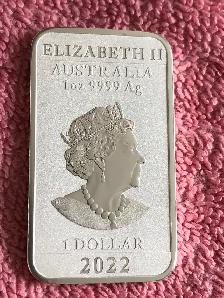 ELIZABETH II
AUSTRALIA
1oz 9999 Ag
1 DOLLAR
2022